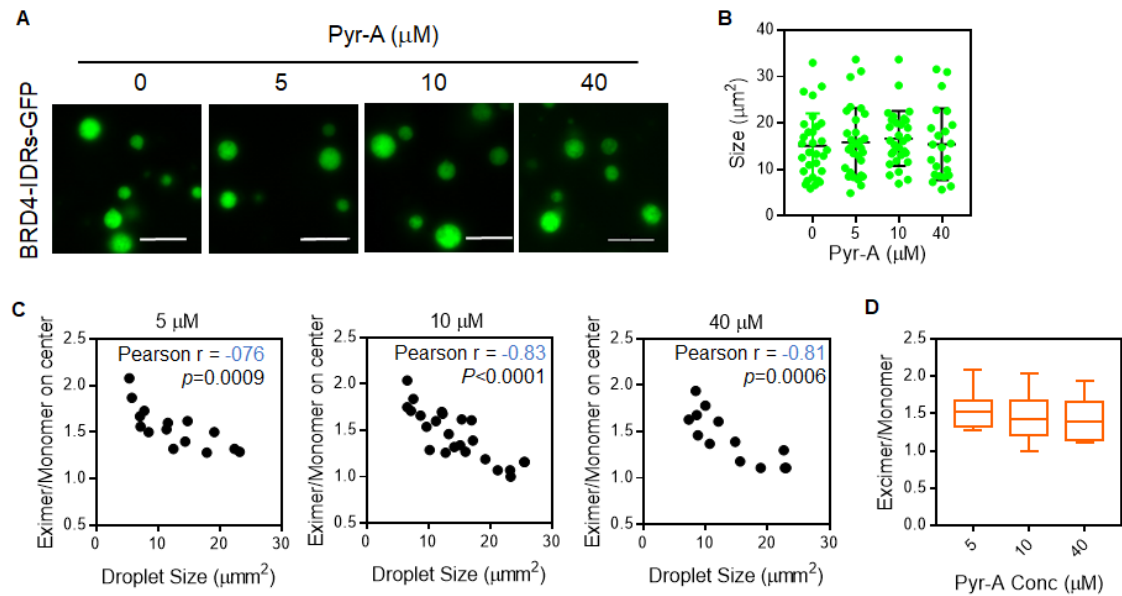 A
Pyr-A (μM)
0 5 10 40
BRD4-IDRs-GFP
B
40
30
20
10
0
Size (μm²)
0 5 10 40
Pyr-A (μM)
C
5 μM
Pearson r = -076
p=0.0009
2.5
2.0
1.5
1.0
0.5
Eximer/Monomer on center
0 10 20 30
Droplet Size (μmm²)
10 μM
Pearson r = -0.83
P<0.0001
2.5
2.0
1.5
1.0
0.5
Eximer/Monomer on center
0 10 20 30
Droplet Size (μmm²)
40 μM
Pearson r = -0.81
p=0.0006
2.5
2.0
1.5
1.0
0.5
Eximer/Monomer on center
0 10 20 30
Droplet Size (μmm²)
D
2.5
2.0
1.5
1.0
0.5
0.0
Excimer/Monomer
5 10 40
Pyr-A Conc (μM)